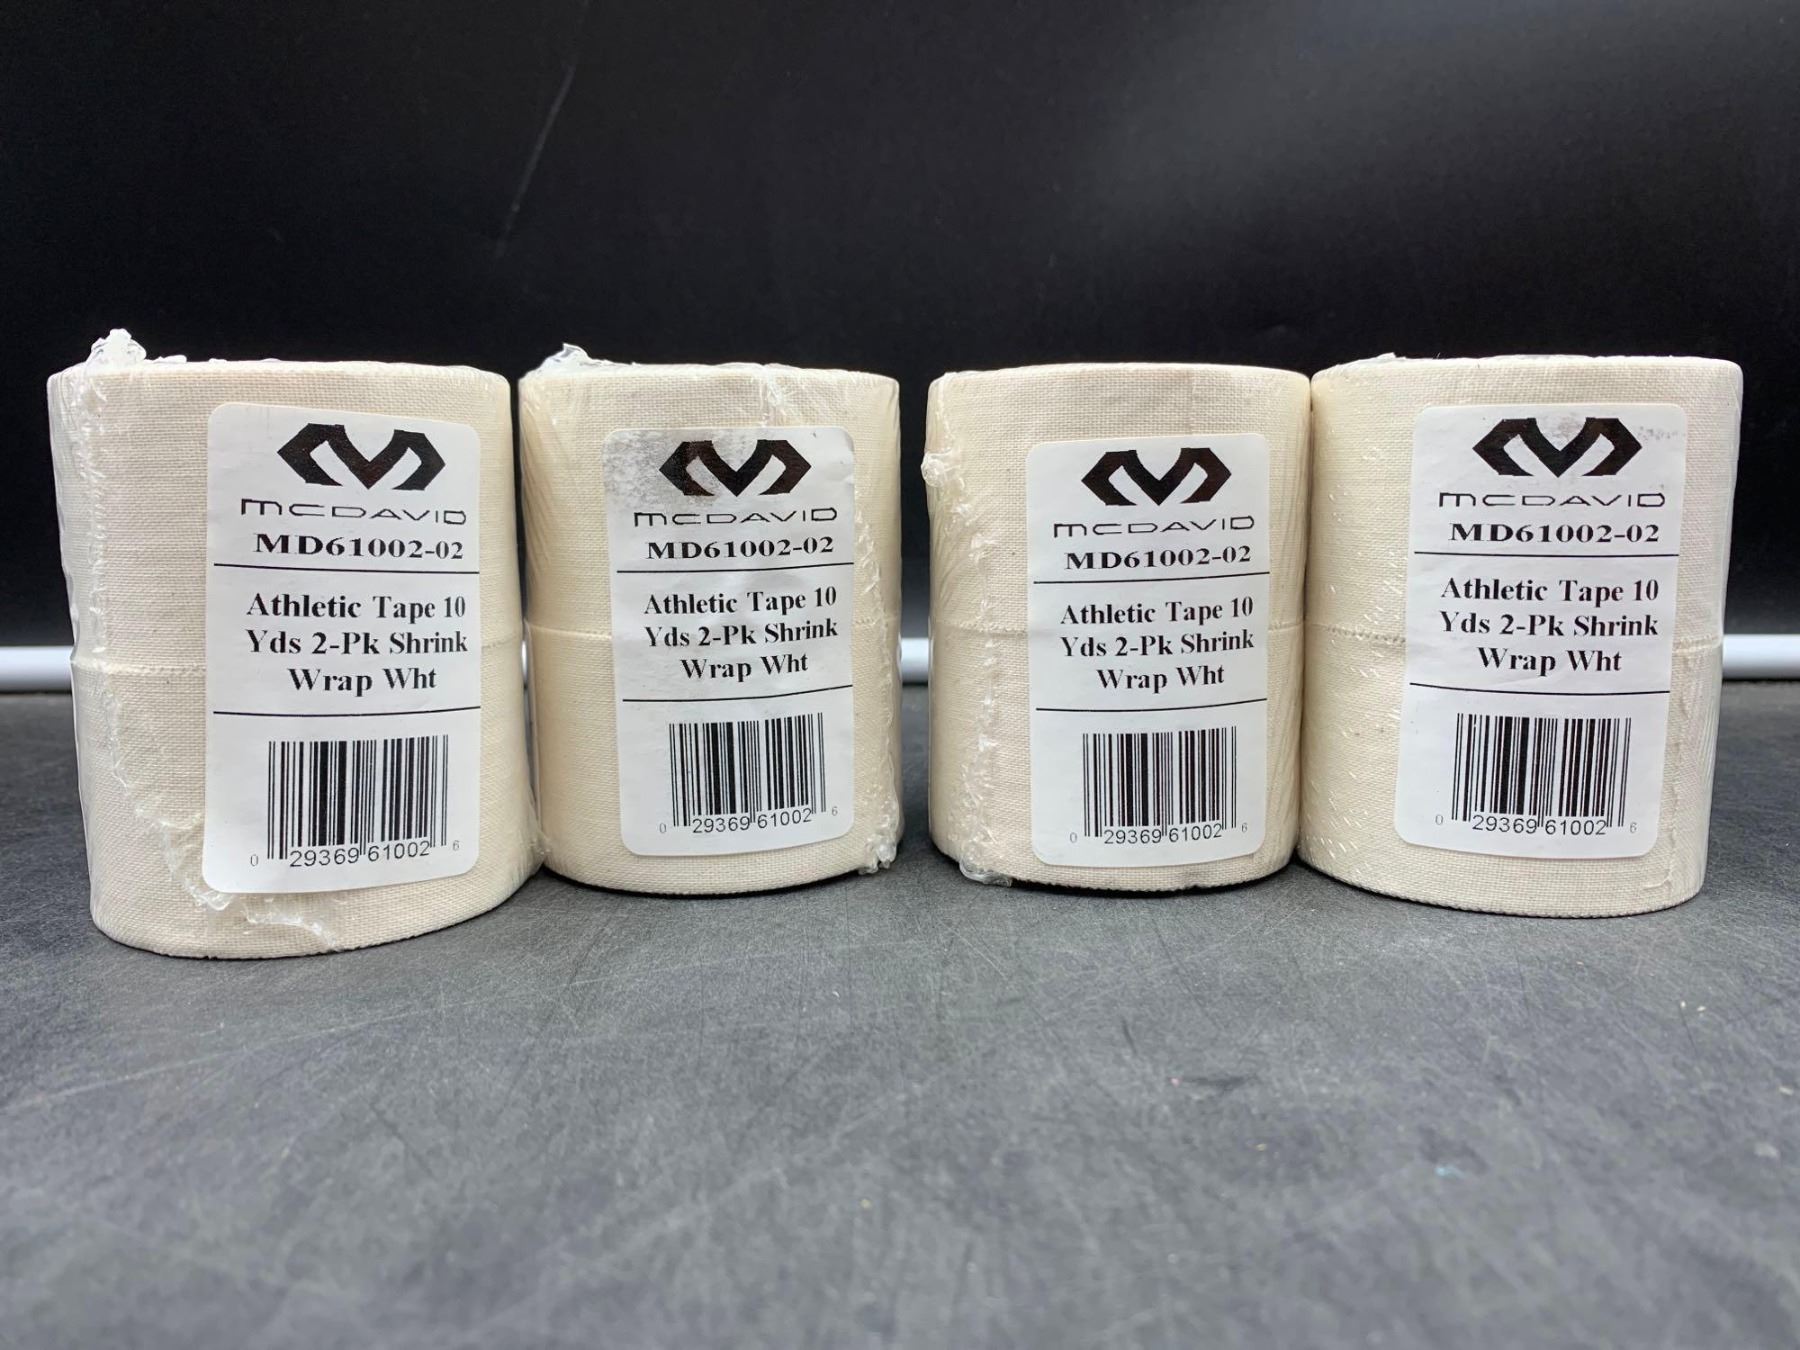 MCDAVID
MD61002-02
Athletic Tape 10
Yds 2-Pk Shrink
Wrap Wht
0 29369 61002 6
MCDAVID
MD61002-02
Athletic Tape 10
Yds 2-Pk Shrink
Wrap Wht
0 29369 61002 6
MCDAVID
MD61002-02
Athletic Tape 10
Yds 2-Pk Shrink
Wrap Wht
0 29369 61002 6
MCDAVID
MD61002-02
Athletic Tape 10
Yds 2-Pk Shrink
Wrap Wht
0 29369 61002 6